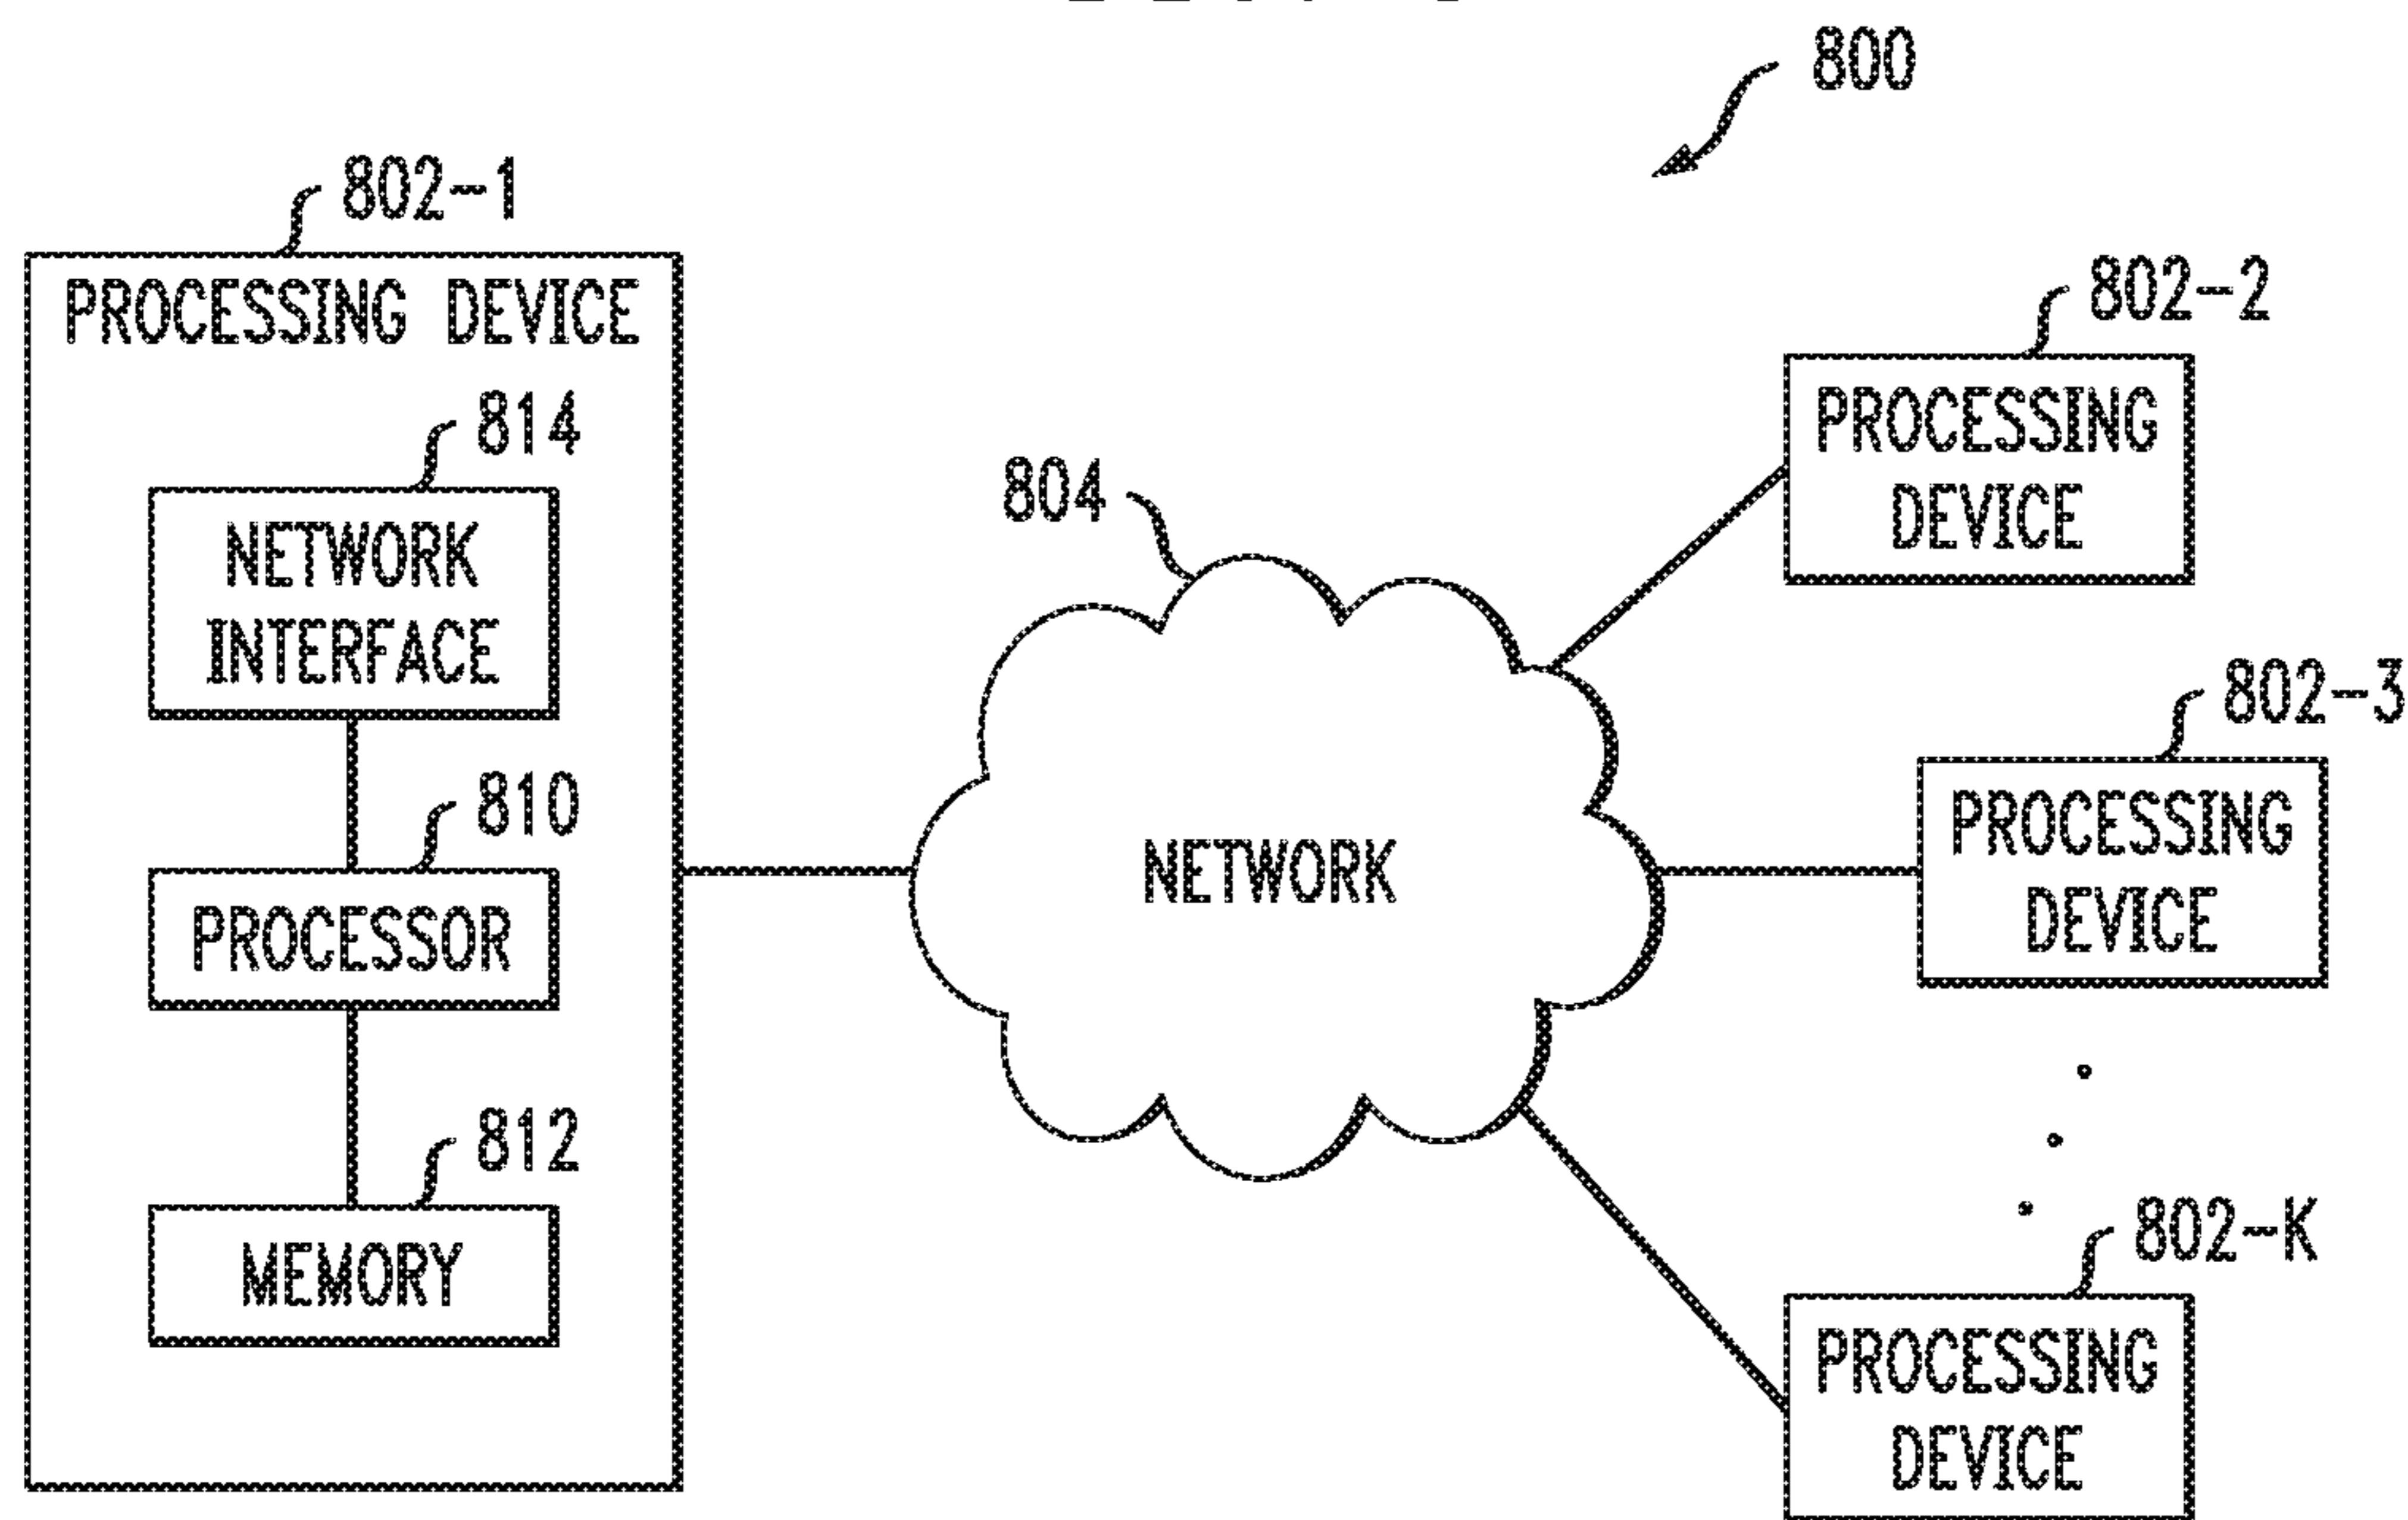 800
802-1
PROCESSING DEVICE
814
NETWORK
INTERFACE
810
PROCESSOR
812
MEMORY
804
NETWORK
802-2
PROCESSING
DEVICE
802-3
PROCESSING
DEVICE
802-K
PROCESSING
DEVICE